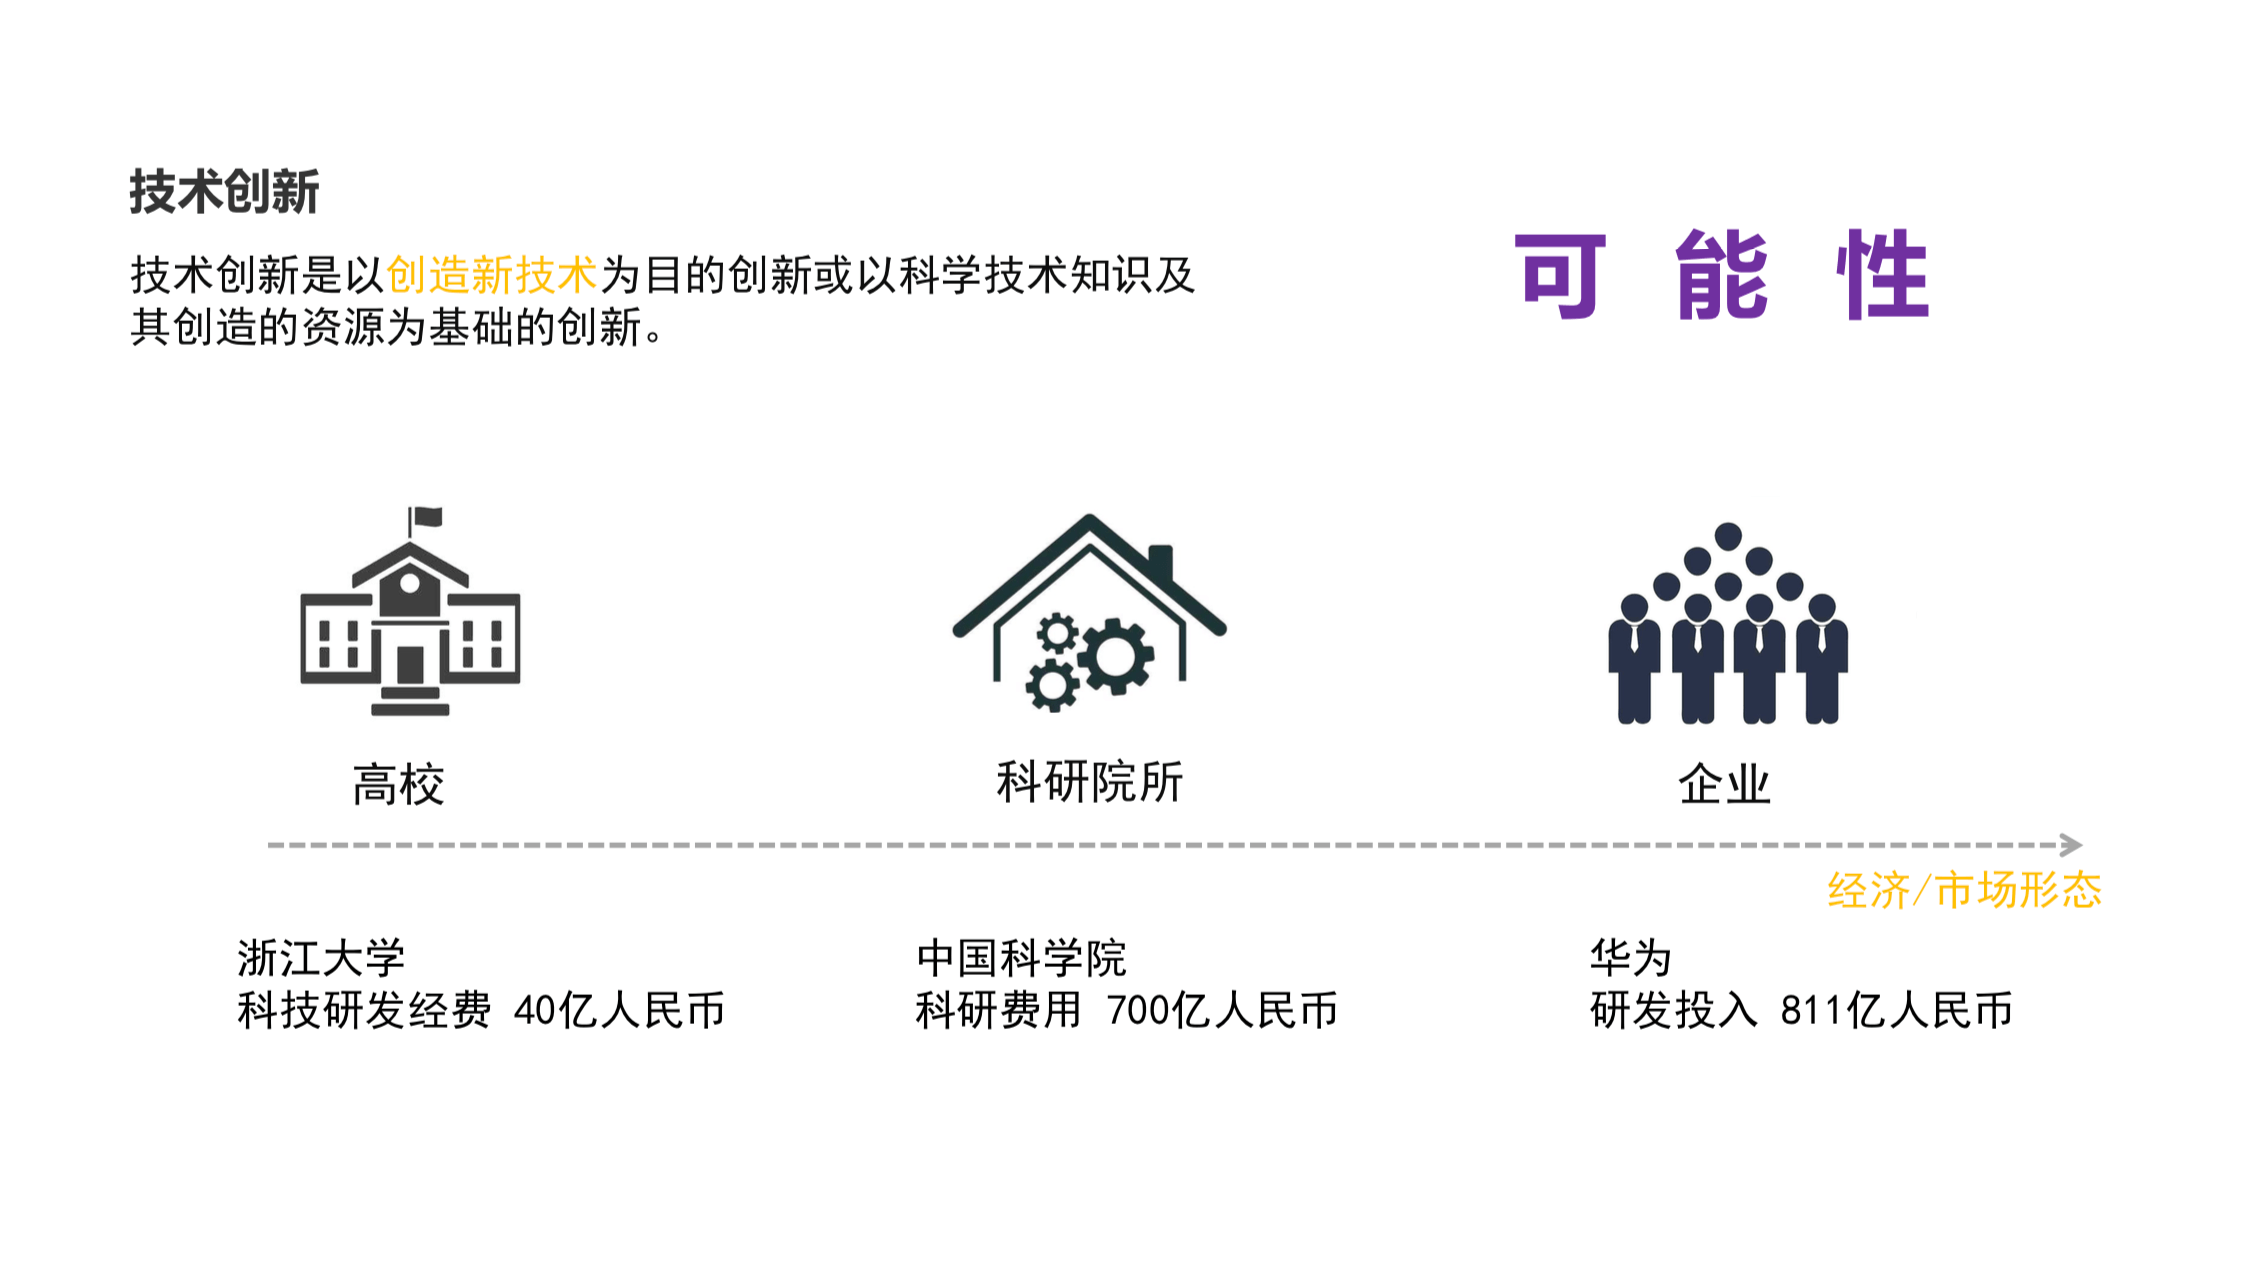 技术创新
技术创新是以创造新技术为目的创新或以科学技术知识及
其创造的资源为基础的创新。
可 能 性
高校
科研院所
企业
经济/市场形态
浙江大学
科技研发经费 40亿人民币
中国科学院
科研费用 700亿人民币
华为
研发投入 811亿人民币